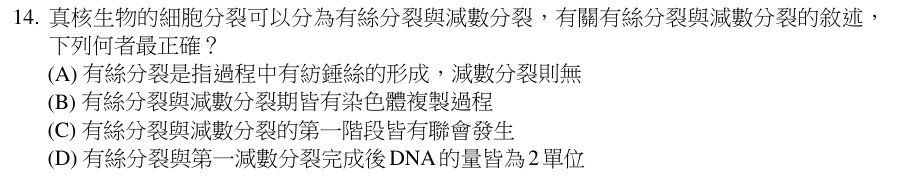 14. 真核生物的細胞分裂可以分為有絲分裂與減數分裂，有關有絲分裂與減數分裂的敘述，
下列何者最正確？
(A) 有絲分裂是指過程中有紡錘絲的形成，減數分裂則無
(B) 有絲分裂與減數分裂期皆有染色體複製過程
(C) 有絲分裂與減數分裂的第一階段皆有聯會發生
(D) 有絲分裂與第一減數分裂完成後DNA的量皆為2單位